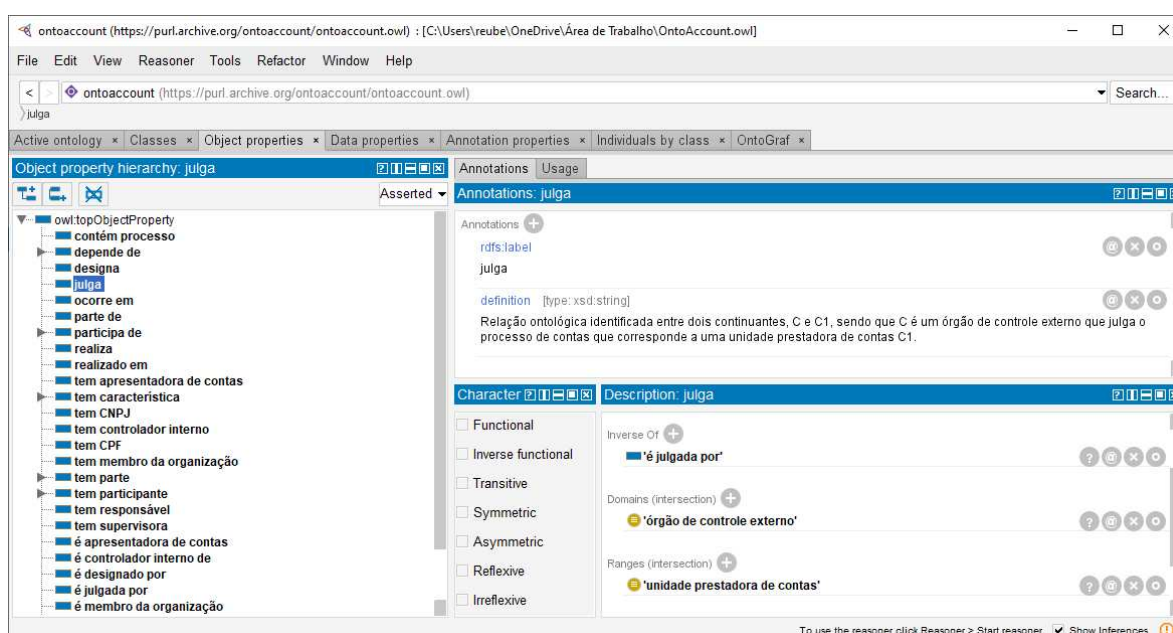 ontoaccount (https://purl.archive.org/ontoaccount/ontoaccount.owl) : [C:\Users\reube\OneDrive\Área de Trabalho\OntoAccount.owl]
File Edit View Reasoner Tools Refactor Window Help
< > ontoaccount (https://purl.archive.org/ontoaccount/ontoaccount.owl) Search...
julga
Active ontology × Classes × Object properties × Data properties × Annotation properties × Individuals by class × OntoGraf ×
Object property hierarchy: julga
Asserted
owl:topObjectProperty
contém processo
depende de
designa
julga
ocorre em
parte de
participa de
realiza
realizado em
tem apresentadora de contas
tem característica
tem CNPJ
tem controlador interno
tem CPF
tem membro da organização
tem parte
tem participante
tem responsável
tem supervisora
é apresentadora de contas
é controlador interno de
é designado por
é julgada por
é membro da organização
Annotations Usage
Annotations: julga
Annotations
rdfs:label
julga
definition [type: xsd:string]
Relação ontológica identificada entre dois continuantes, C e C1, sendo que C é um órgão de controle externo que julga o
processo de contas que corresponde a uma unidade prestadora de contas C1.
Character
Functional
Inverse functional
Transitive
Symmetric
Asymmetric
Reflexive
Irreflexive
Description: julga
Inverse Of
'é julgada por'
Domains (intersection)
'órgão de controle externo'
Ranges (intersection)
'unidade prestadora de contas'
To use the reasoner click Reasoner > Start reasoner Show Inferences